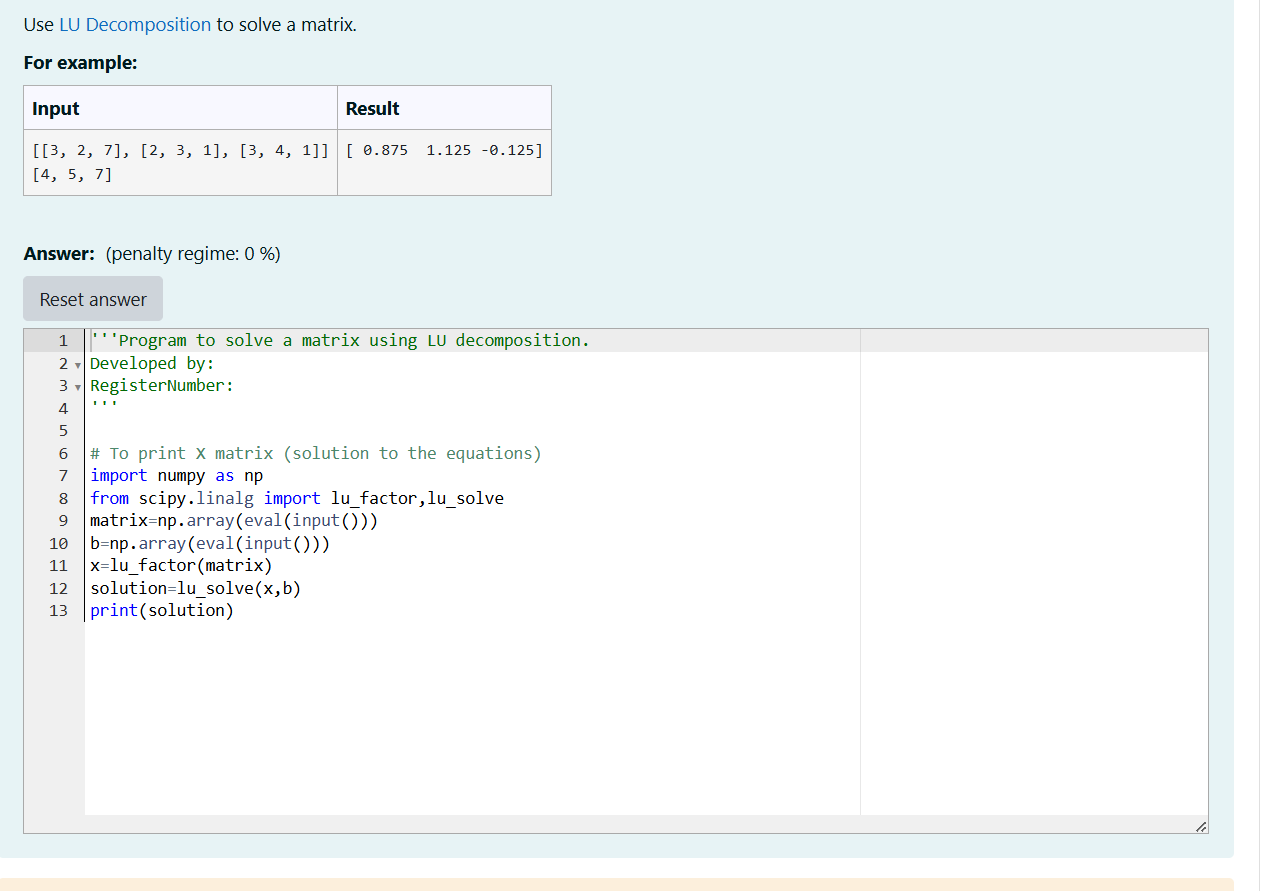 Use LU Decomposition to solve a matrix.
For example:
Input Result
[[3, 2, 7], [2, 3, 1], [3, 4, 1]] [ 0.875  1.125 -0.125]
[4, 5, 7]
Answer: (penalty regime: 0 %)
Reset answer
1 '''Program to solve a matrix using LU decomposition.
2 Developed by:
3 RegisterNumber:
4 '''
5
6 # To print X matrix (solution to the equations)
7 import numpy as np
8 from scipy.linalg import lu_factor,lu_solve
9 matrix=np.array(eval(input()))
10 b=np.array(eval(input()))
11 x=lu_factor(matrix)
12 solution=lu_solve(x,b)
13 print(solution)